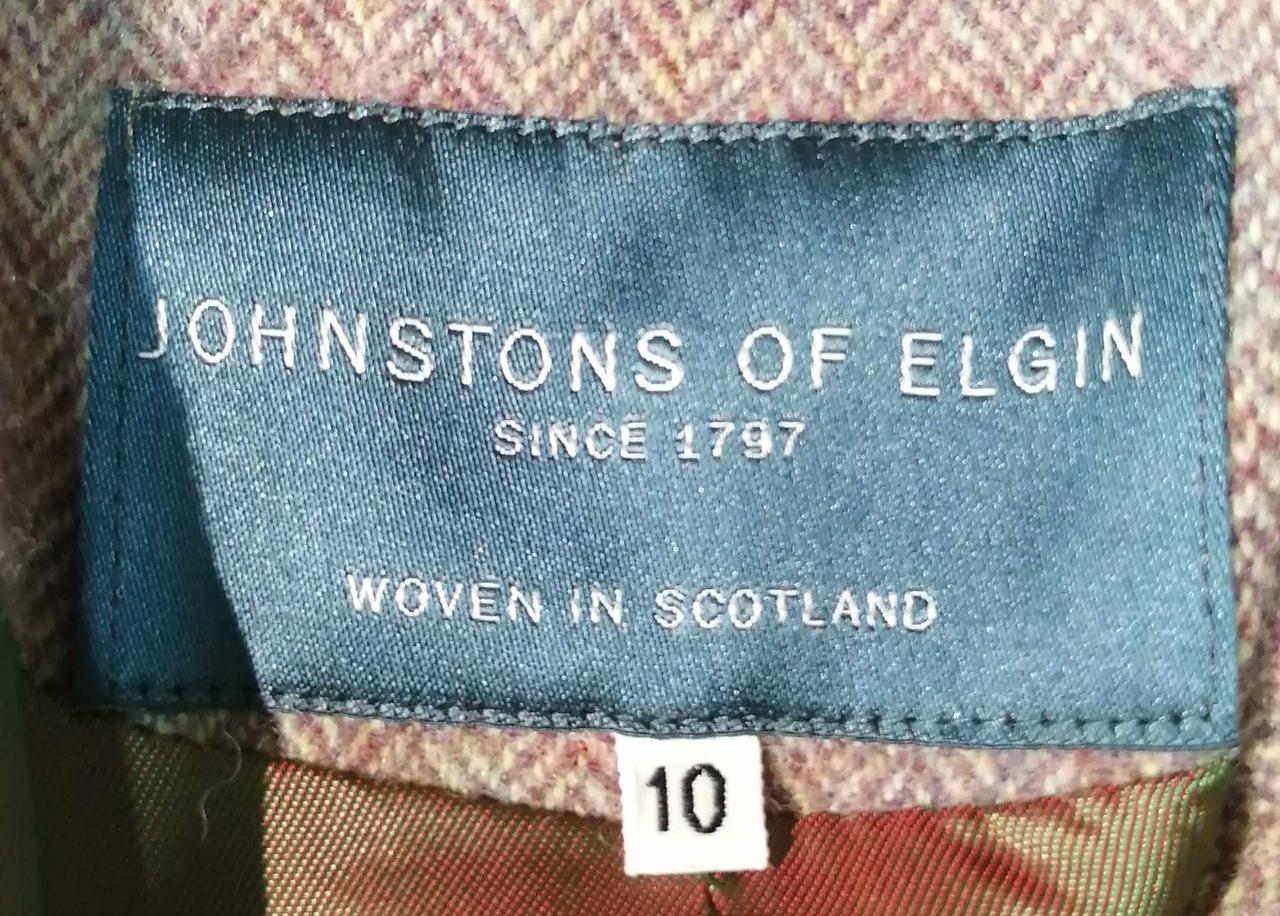 JOHNSTONS OF ELGIN
SINCE 1797
WOVEN IN SCOTLAND
10